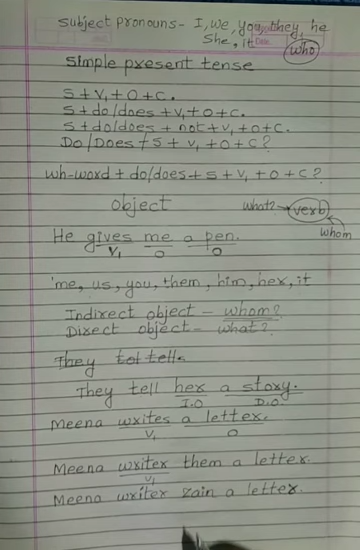 Subject pronouns- I, we, you, they, he
She, it
who
Simple present tense
S + V₁ + O + C.
S + do/does + V₁ + O + C.
S + do/does + not + V₁ + O + C.
Do/Does + S + V₁ + O + C?
Wh-word + do/does + S + V₁ + O + C?
Object
what? → verb
whom
He gives me a pen.
V₁ O O
'me, us, you, them, him, her, it
Indirect object - whom?
Direct object - what?
They tol tells
They tell her a story.
I.O D.O.
Meena writes a letter.
V₁ O
Meena writes them a letter.
V₁
Meena writes zain a letter.